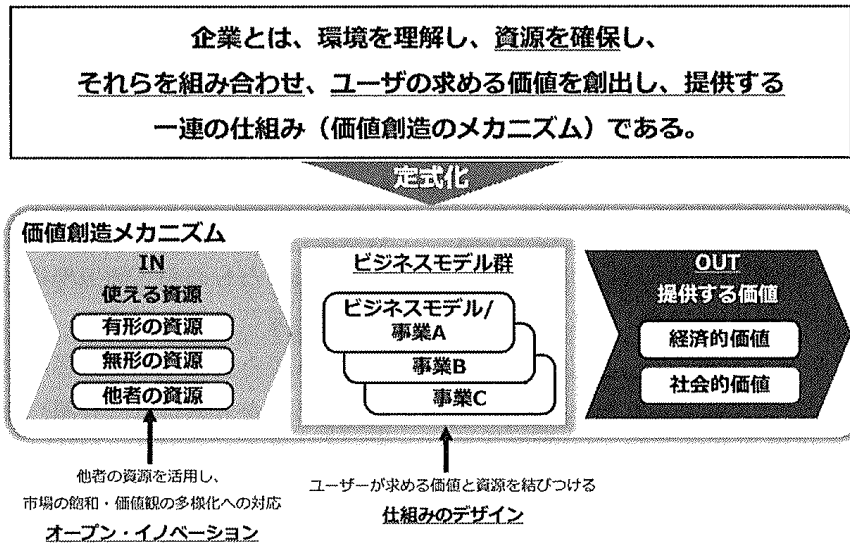 企業とは、環境を理解し、資源を確保し、
それらを組み合わせ、ユーザの求める価値を創出し、提供する
一連の仕組み（価値創造のメカニズム）である。
定式化
価値創造メカニズム
IN
使える資源
有形の資源
無形の資源
他者の資源
ビジネスモデル群
ビジネスモデル/
事業A
事業B
事業C
OUT
提供する価値
経済的価値
社会的価値
他者の資源を活用し、
市場の飽和・価値観の多様化への対応
オープン・イノベーション
ユーザーが求める価値と資源を結びつける
仕組みのデザイン